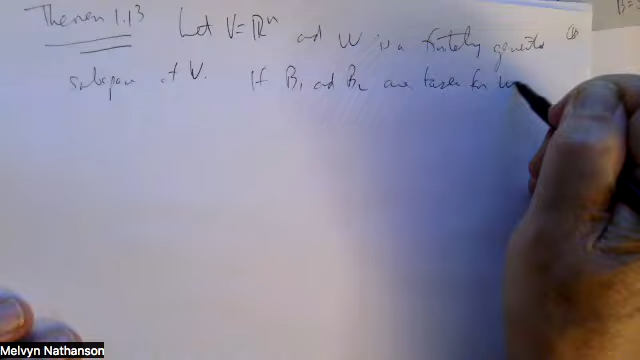 Theorem 1.13 Let V = ℝⁿ and W is a finitely generated
subspace of V. If B₁ and B₂ are bases for W
Melvyn Nathanson